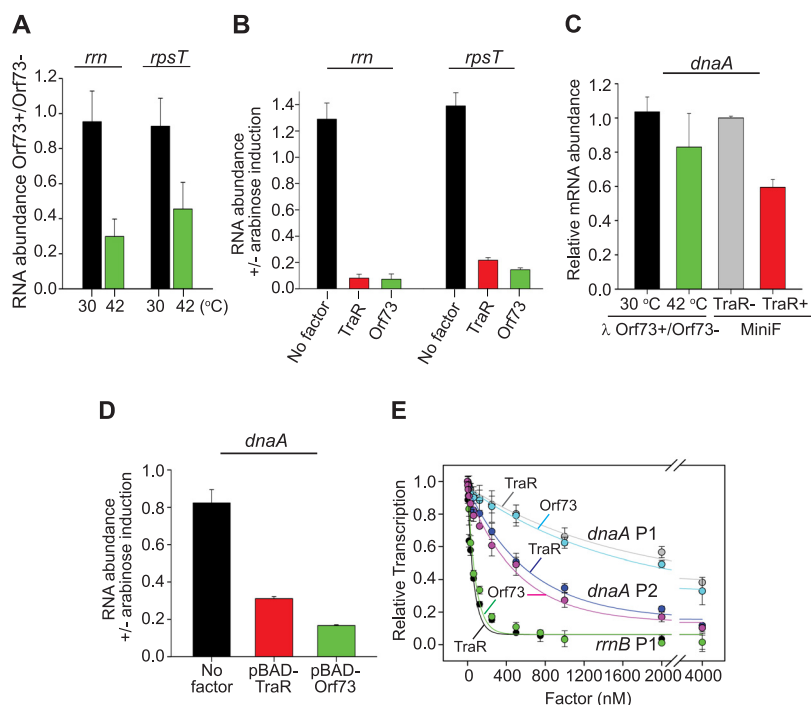 A
rrn
rpsT
RNA abundance Orf73+/Orf73-
1.2
1.0
0.8
0.6
0.4
0.2
0
30 42
30 42 (°C)
B
rrn
rpsT
RNA abundance
+/- arabinose induction
1.4
1.2
1.0
0.8
0.6
0.4
0.2
0
No factor
TraR
Orf73
No factor
TraR
Orf73
C
dnaA
Relative mRNA abundance
1.2
1.0
0.8
0.6
0.4
0.2
0
30 °C 42 °C TraR- TraR+
λ Orf73+/Orf73- MiniF
D
dnaA
RNA abundance
+/- arabinose induction
1.0
0.8
0.6
0.4
0.2
0
No factor
pBAD-TraR
pBAD-Orf73
E
Relative Transcription
1.0
0.8
0.6
0.4
0.2
0.0
TraR
Orf73
dnaA P1
TraR
dnaA P2
Orf73
TraR
rrnB P1
0 400 800 1200 1600 2000 4000
Factor (nM)